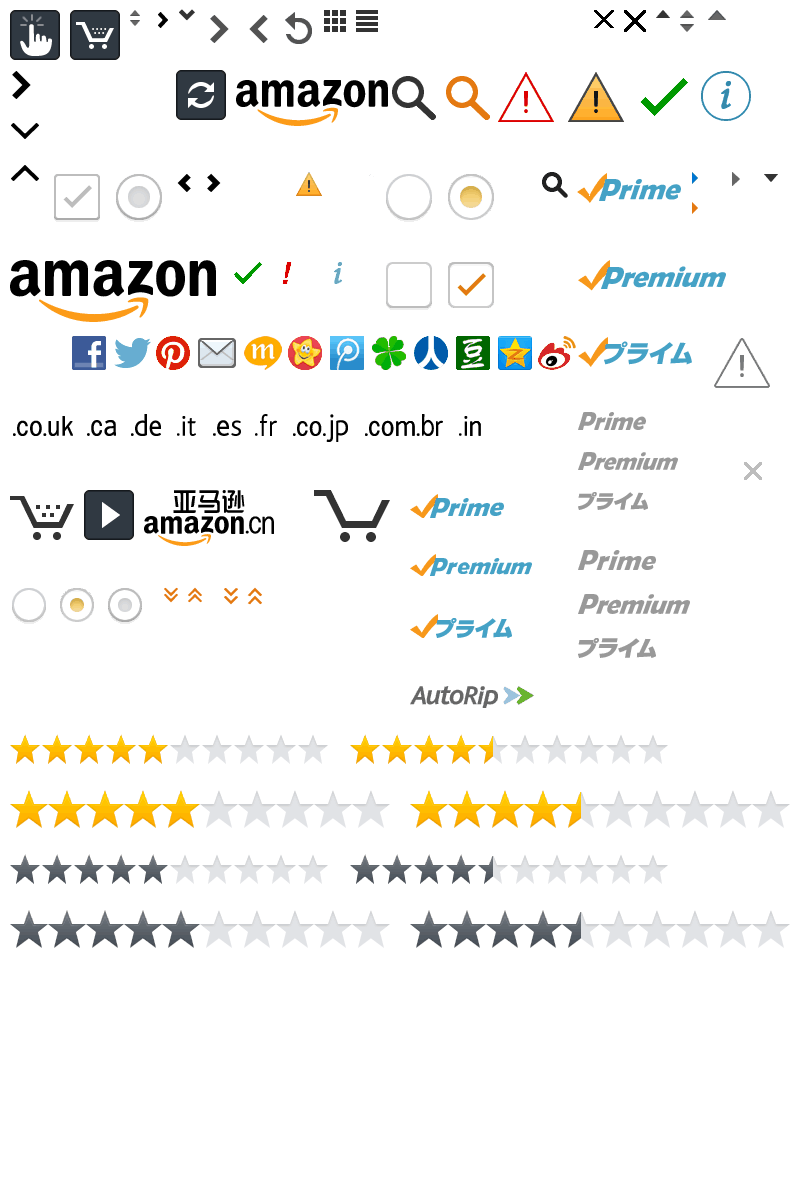 amazon
Prime
amazon
Premium
プライム
.co.uk .ca .de .it .es .fr .co.jp .com.br .in
Prime
Premium
プライム
亚马逊
amazon.cn
Prime
Premium
プライム
Prime
Premium
プライム
AutoRip